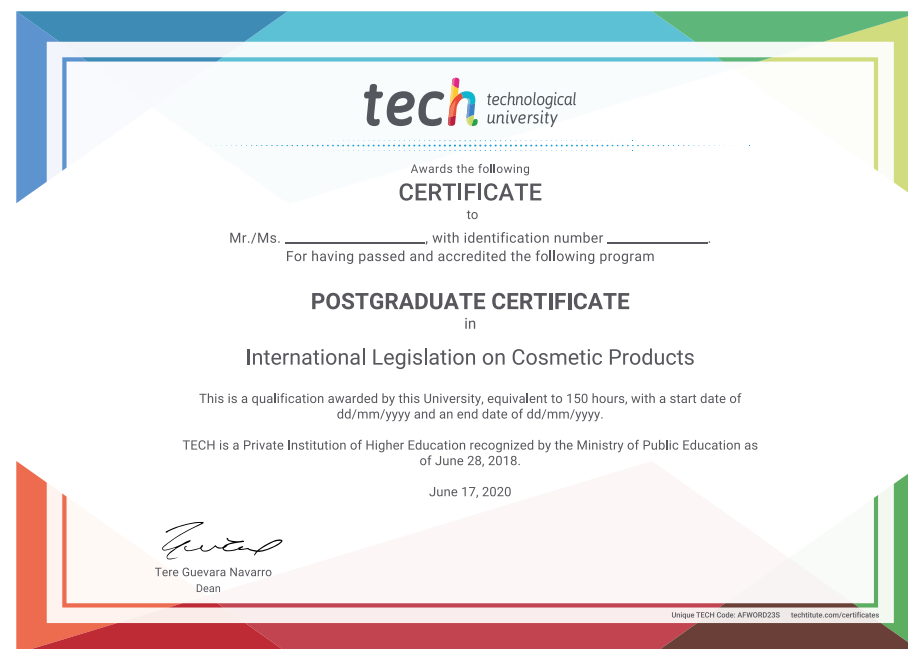 tech technological
university
Awards the following
CERTIFICATE
to
Mr./Ms. ____________________, with identification number ______________.
For having passed and accredited the following program
POSTGRADUATE CERTIFICATE
in
International Legislation on Cosmetic Products
This is a qualification awarded by this University, equivalent to 150 hours, with a start date of
dd/mm/yyyy and an end date of dd/mm/yyyy.
TECH is a Private Institution of Higher Education recognized by the Ministry of Public Education as
of June 28, 2018.
June 17, 2020
Tere Guevara Navarro
Dean
Unique TECH Code: AFWORD23S techtitute.com/certificates